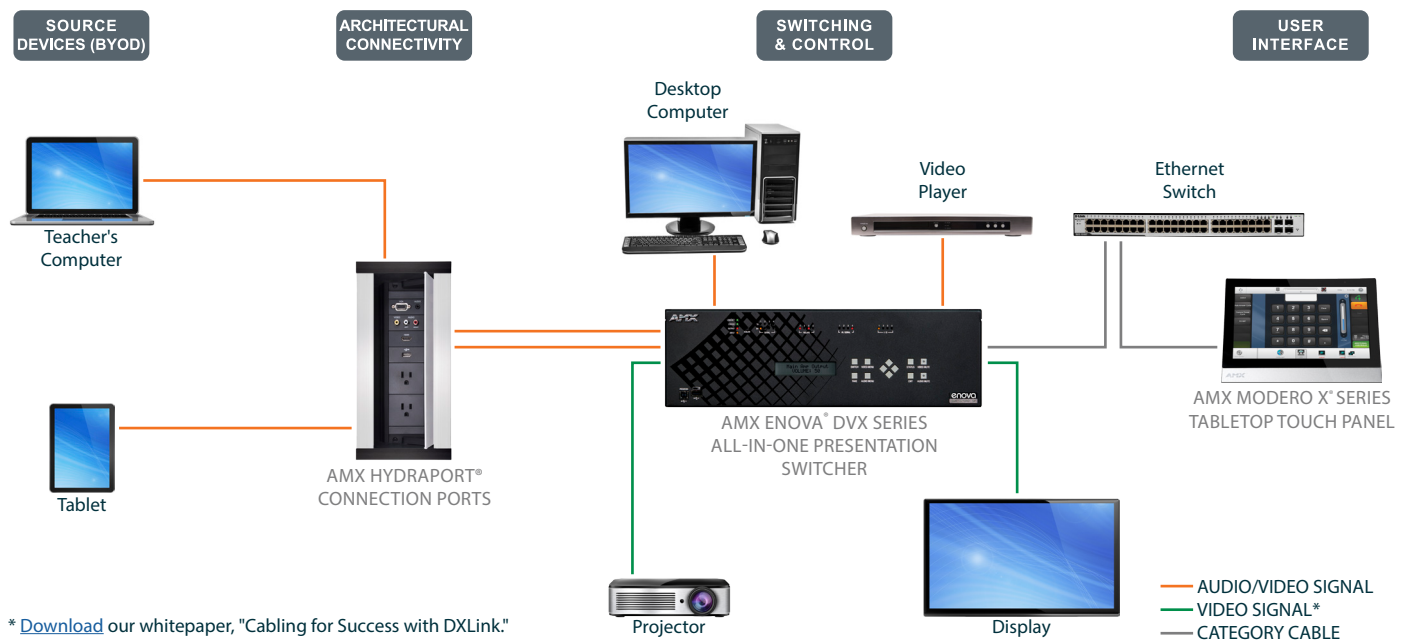 SOURCE
DEVICES (BYOD)
ARCHITECTURAL
CONNECTIVITY
SWITCHING
& CONTROL
USER
INTERFACE
Desktop
Computer
Video
Player
Ethernet
Switch
Teacher's
Computer
AMX
enova
AMX
AMX HYDRAPORT®
CONNECTION PORTS
AMX ENOVA® DVX SERIES
ALL-IN-ONE PRESENTATION
SWITCHER
AMX MODERO X® SERIES
TABLETOP TOUCH PANEL
Tablet
Projector
Display
AUDIO/VIDEO SIGNAL
VIDEO SIGNAL*
CATEGORY CABLE
* Download our whitepaper, "Cabling for Success with DXLink."